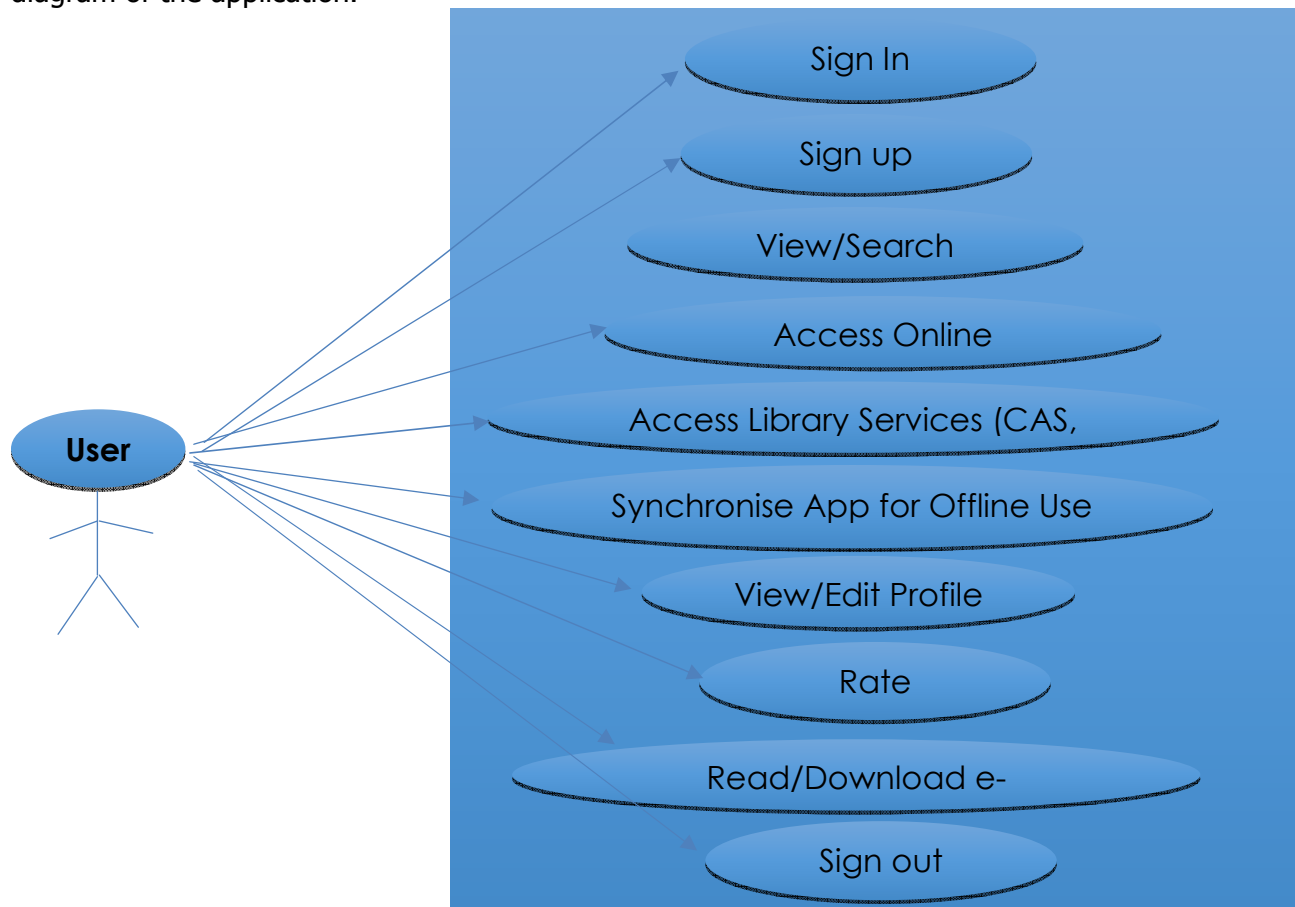 diagram of the application.
Sign In
Sign up
View/Search
Access Online
Access Library Services (CAS,
User
Synchronise App for Offline Use
View/Edit Profile
Rate
Read/Download e-
Sign out